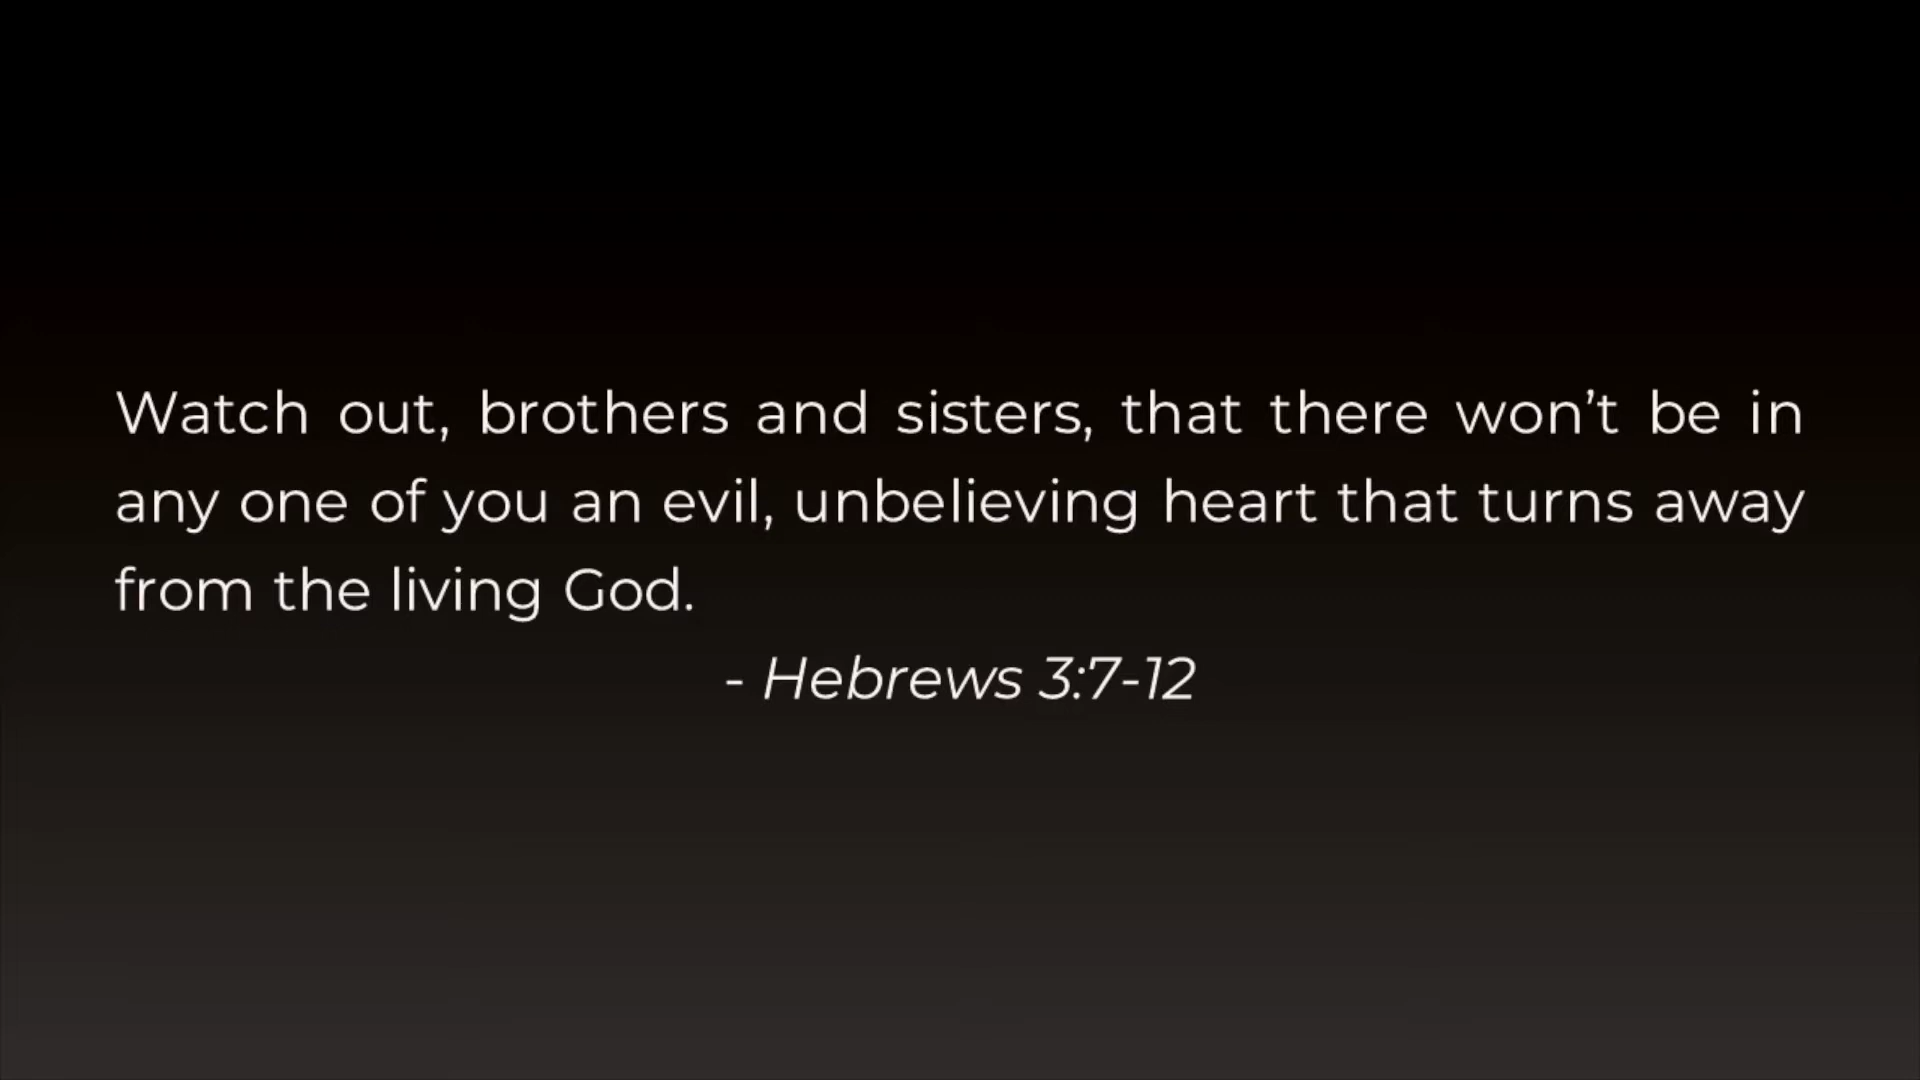 Watch out, brothers and sisters, that there won’t be in
any one of you an evil, unbelieving heart that turns away
from the living God.
- Hebrews 3:7-12